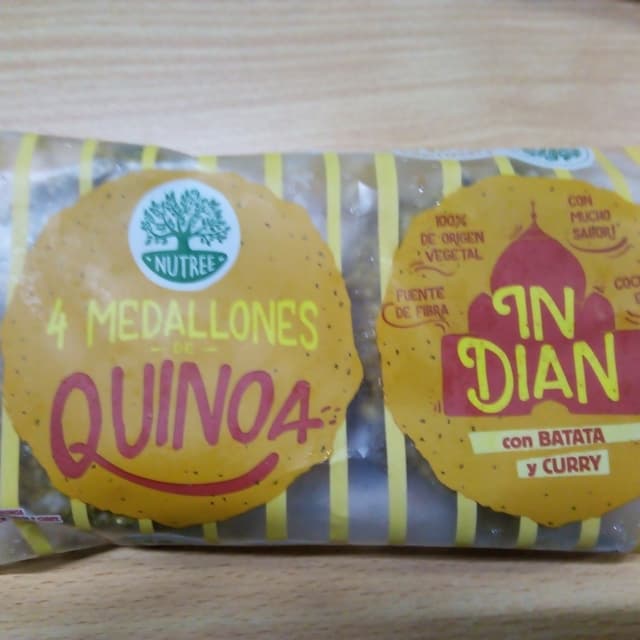 NUTREE
4 MEDALLONES
DE
QUINOA
100%
DE ORIGEN
VEGETAL
CON
MUCHO
SABOR!
FUENTE
DE FIBRA
IN
DIAN
con BATATA
y CURRY